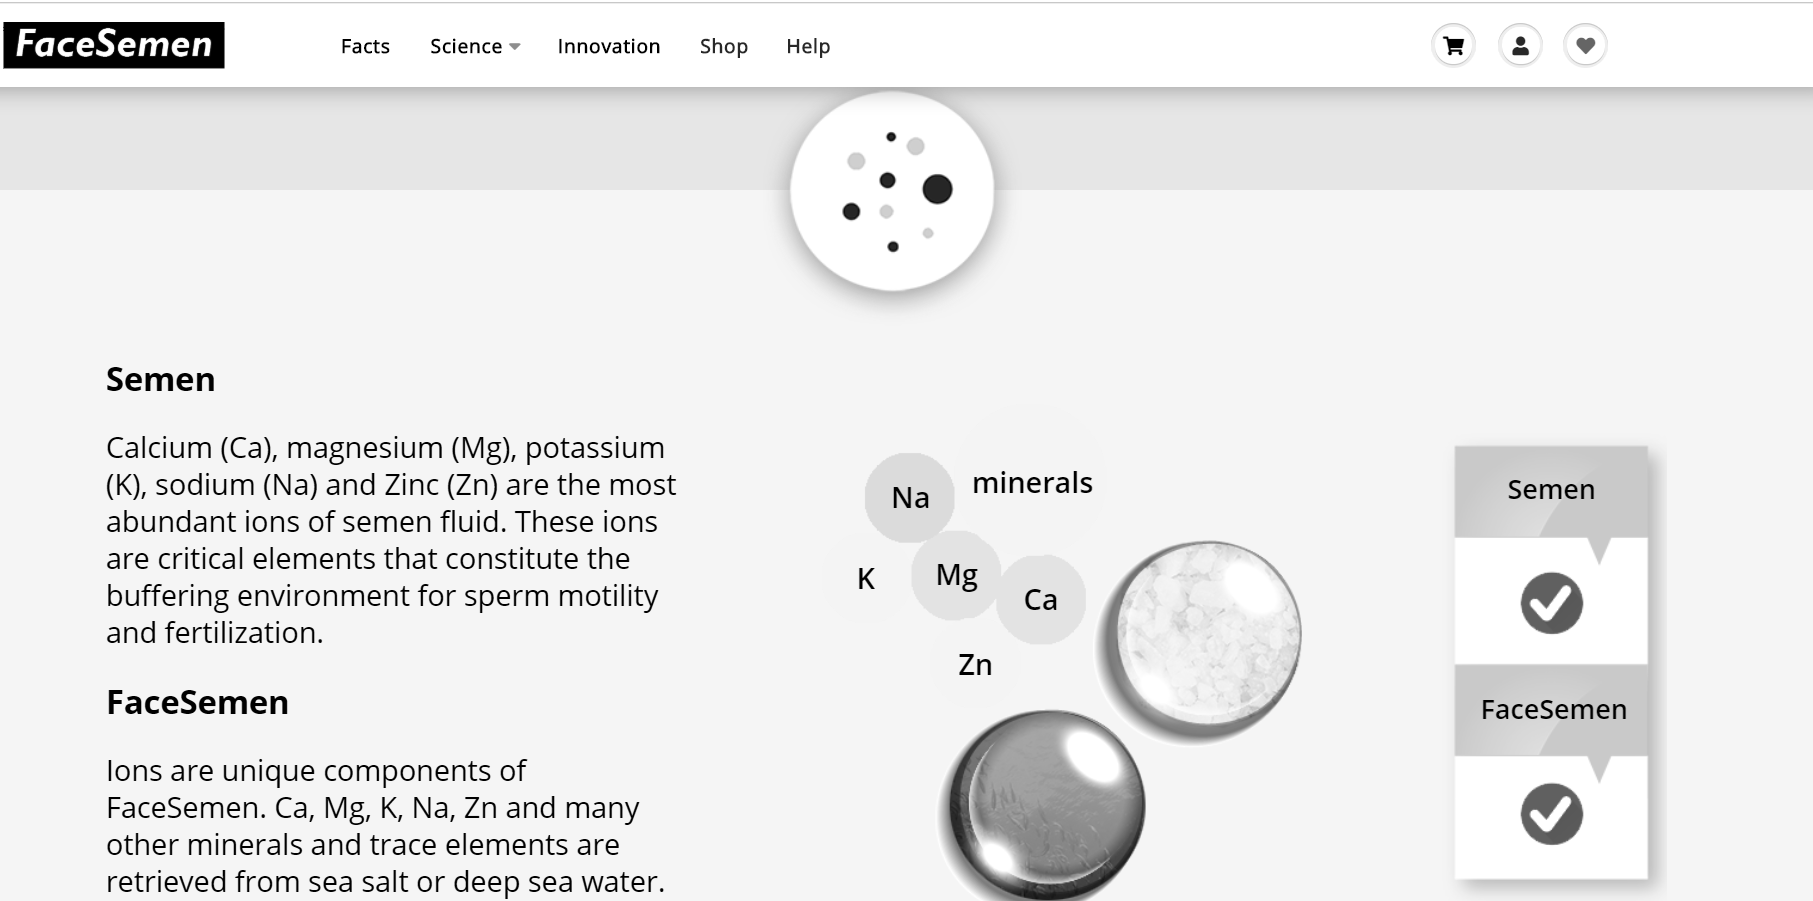 FaceSemen
Facts Science Innovation Shop Help
Semen
Calcium (Ca), magnesium (Mg), potassium
(K), sodium (Na) and Zinc (Zn) are the most
abundant ions of semen fluid. These ions
are critical elements that constitute the
buffering environment for sperm motility
and fertilization.
FaceSemen
Ions are unique components of
FaceSemen. Ca, Mg, K, Na, Zn and many
other minerals and trace elements are
retrieved from sea salt or deep sea water.
minerals
Na
K
Mg
Ca
Zn
Semen
FaceSemen